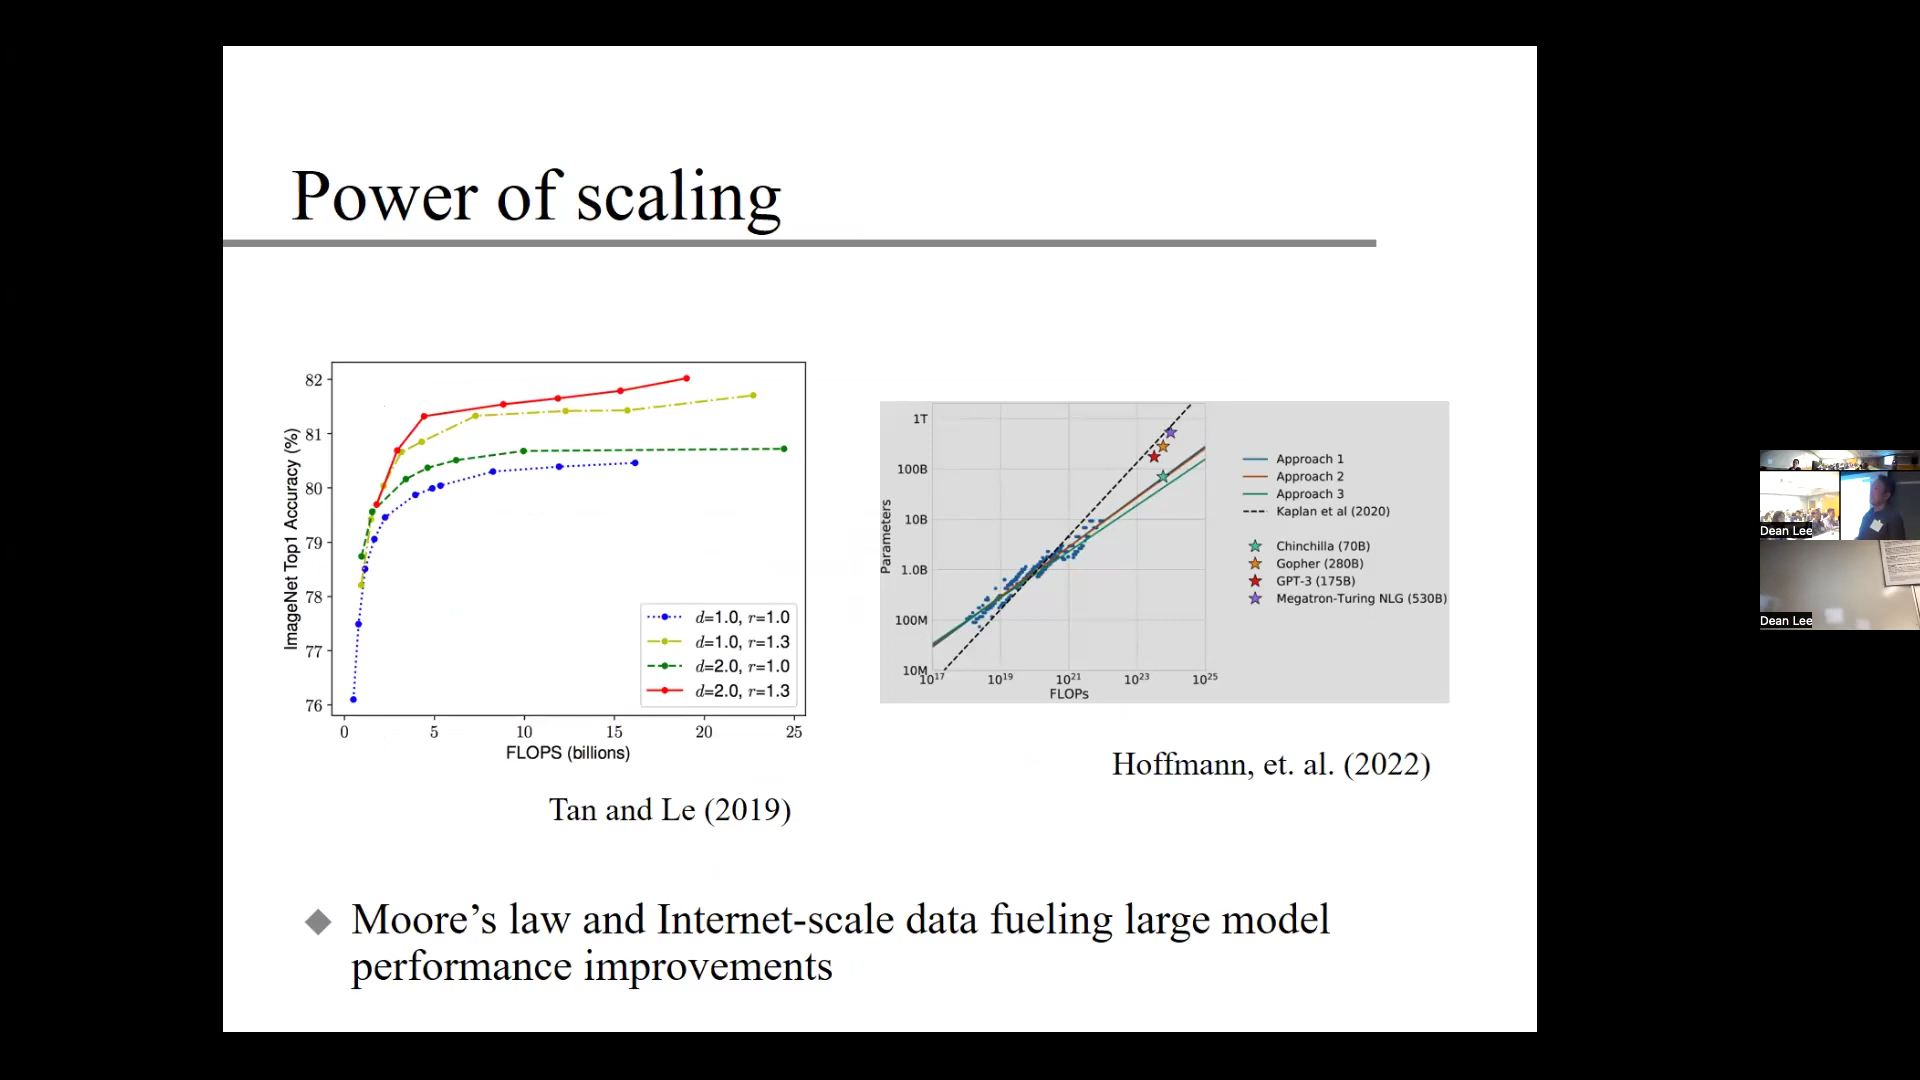 Power of scaling
82
81
80
79
78
77
76
ImageNet Top1 Accuracy (%)
d=1.0, r=1.0
d=1.0, r=1.3
d=2.0, r=1.0
d=2.0, r=1.3
0 5 10 15 20 25
FLOPS (billions)
Tan and Le (2019)
1T
100B
10B
1.0B
100M
10M
Parameters
10^17 10^19 10^21 10^23 10^25
FLOPs
Approach 1
Approach 2
Approach 3
Kaplan et al (2020)
Chinchilla (70B)
Gopher (280B)
GPT-3 (175B)
Megatron-Turing NLG (530B)
Hoffmann, et. al. (2022)
Moore’s law and Internet-scale data fueling large model
performance improvements
Dean Lee
Dean Lee